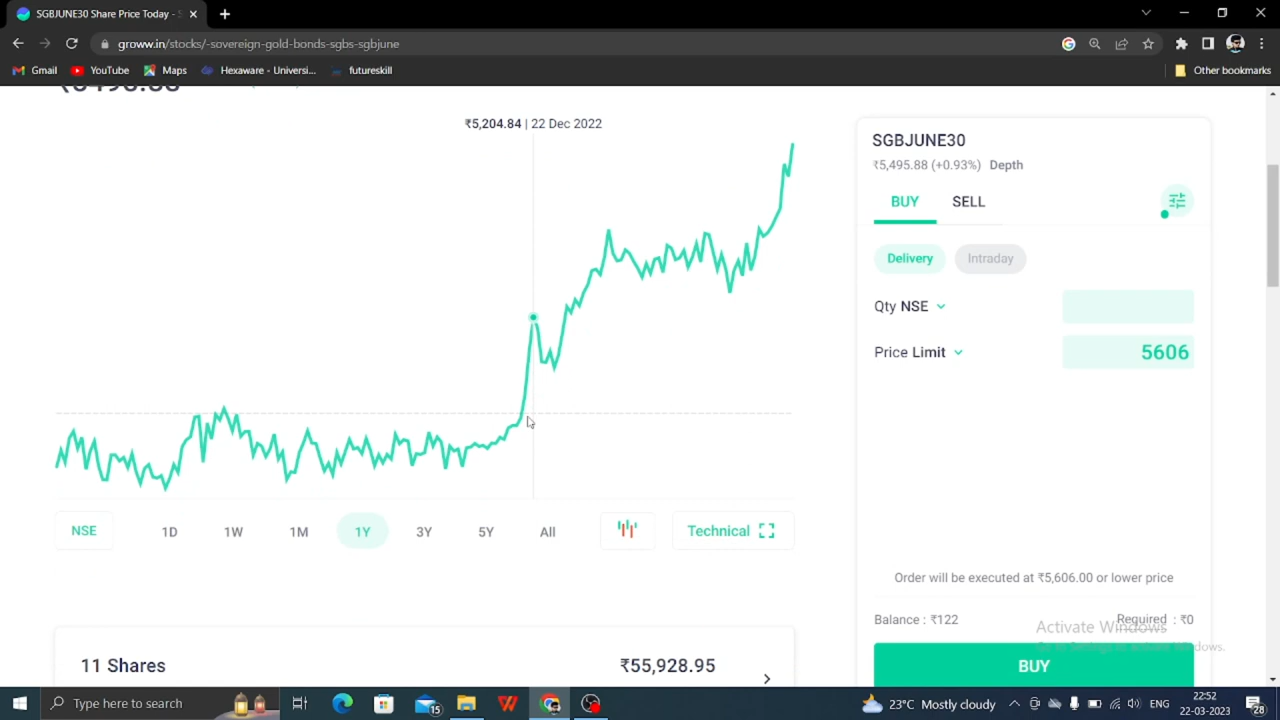 SGBJUNE30 Share Price Today - S
groww.in/stocks/-sovereign-gold-bonds-sgbs-sgbjune
Gmail YouTube Maps Hexaware - Universi... futureskill Other bookmarks
₹5,204.84 | 22 Dec 2022
SGBJUNE30
₹5,495.88 (+0.93%) Depth
BUY SELL
Delivery Intraday
Qty NSE
Price Limit 5606
NSE 1D 1W 1M 1Y 3Y 5Y All Technical
Order will be executed at ₹5,606.00 or lower price
Balance : ₹122 Required : ₹0
Activate Windows
11 Shares ₹55,928.95
BUY
Type here to search
15
23°C Mostly cloudy
ENG
22:52
22-03-2023
28